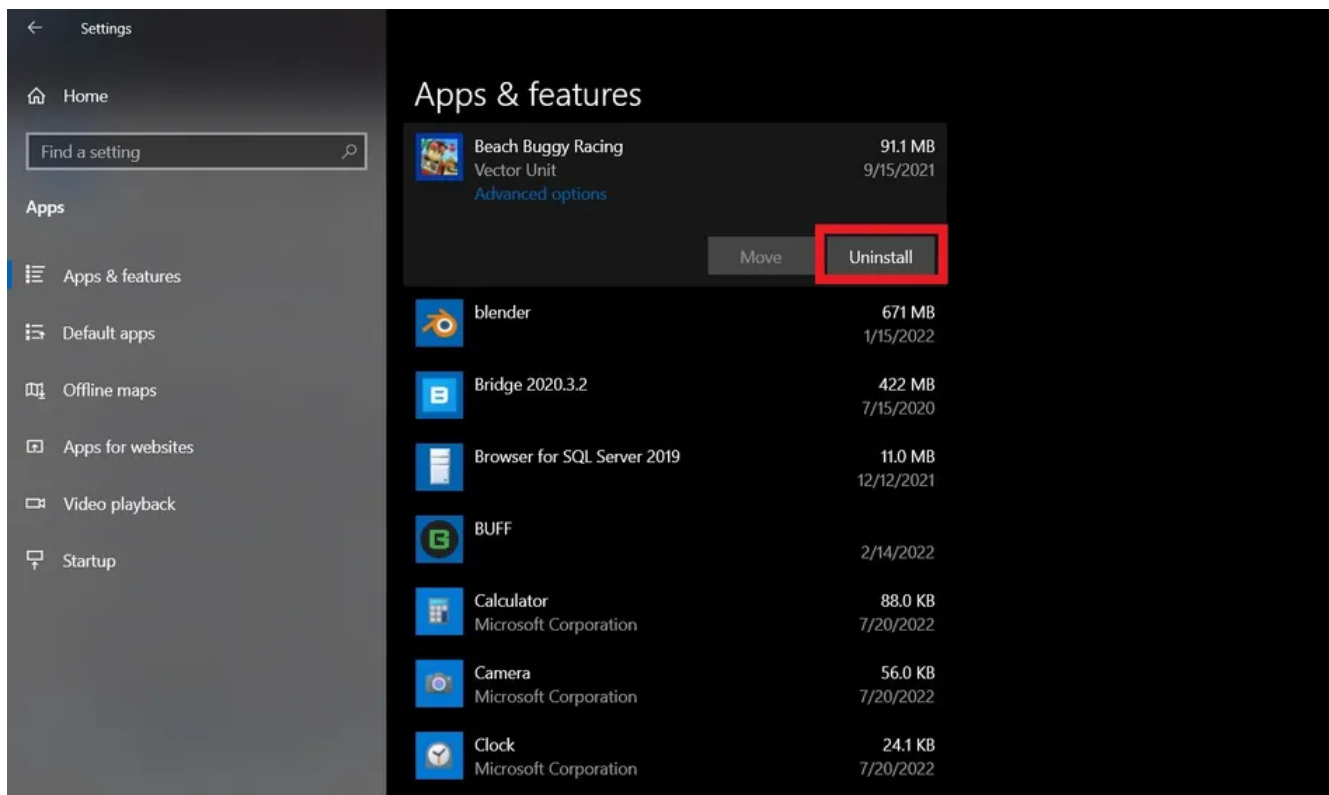 Settings
Home
Find a setting
Apps
Apps & features
Default apps
Offline maps
Apps for websites
Video playback
Startup
Apps & features
Beach Buggy Racing 91.1 MB
Vector Unit 9/15/2021
Advanced options
Move Uninstall
blender 671 MB
1/15/2022
Bridge 2020.3.2 422 MB
7/15/2020
Browser for SQL Server 2019 11.0 MB
12/12/2021
BUFF
2/14/2022
Calculator 88.0 KB
Microsoft Corporation 7/20/2022
Camera 56.0 KB
Microsoft Corporation 7/20/2022
Clock 24.1 KB
Microsoft Corporation 7/20/2022